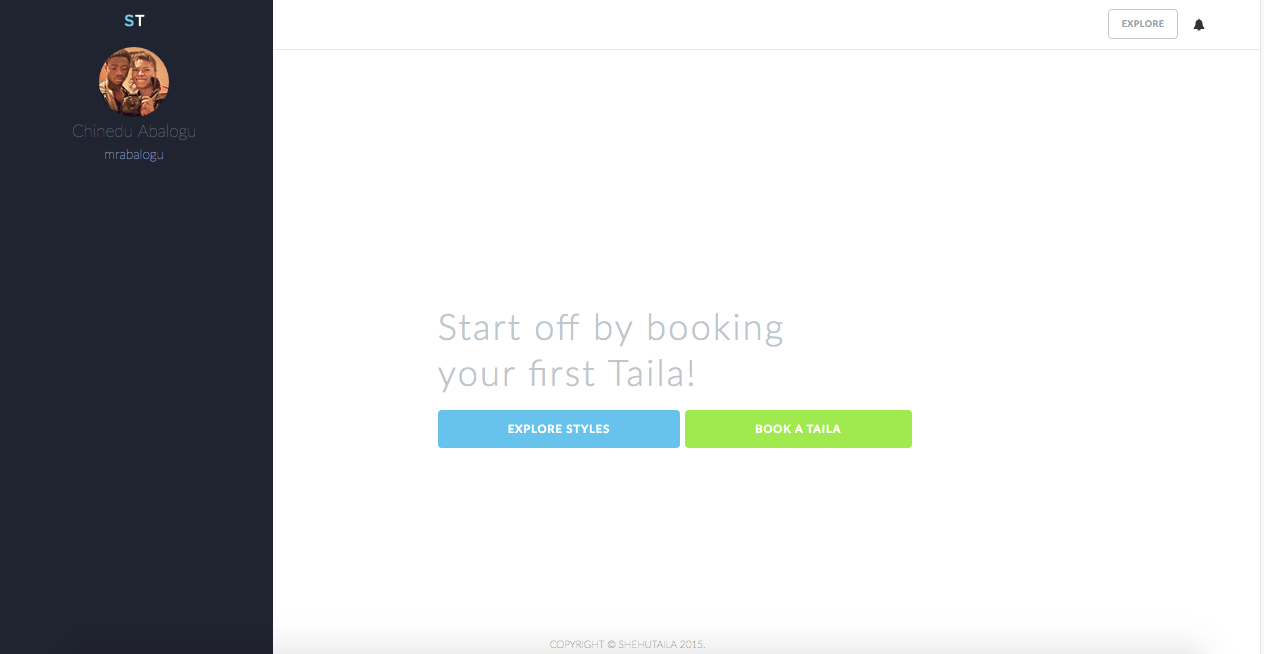 ST
Chinedu Abalogu
mrabalogu
EXPLORE
Start off by booking
your first Taila!
EXPLORE STYLES
BOOK A TAILA
COPYRIGHT © SHEHUTAILA 2015.